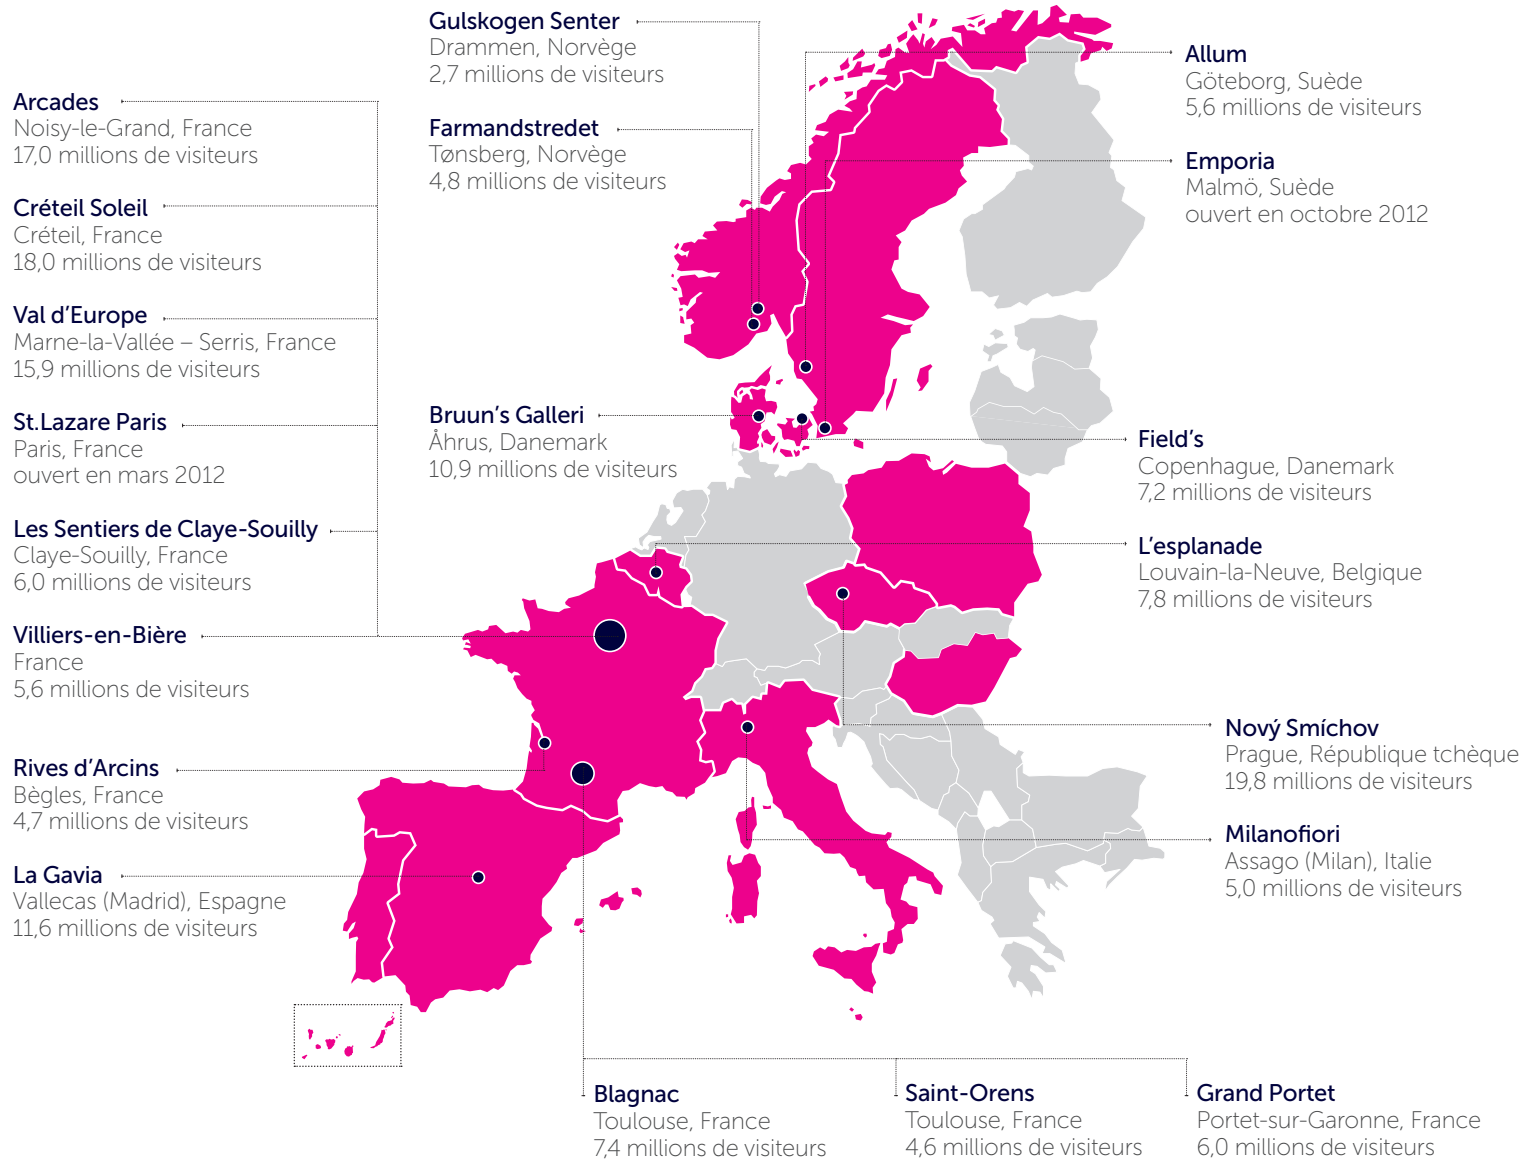 Gulskogen Senter
Drammen, Norvège
2,7 millions de visiteurs
Allum
Göteborg, Suède
5,6 millions de visiteurs
Arcades
Noisy-le-Grand, France
17,0 millions de visiteurs
Farmandstredet
Tønsberg, Norvège
4,8 millions de visiteurs
Emporia
Malmö, Suède
ouvert en octobre 2012
Créteil Soleil
Créteil, France
18,0 millions de visiteurs
Val d’Europe
Marne-la-Vallée – Serris, France
15,9 millions de visiteurs
St.Lazare Paris
Paris, France
ouvert en mars 2012
Bruun’s Galleri
Åhrus, Danemark
10,9 millions de visiteurs
Field’s
Copenhague, Danemark
7,2 millions de visiteurs
Les Sentiers de Claye-Souilly
Claye-Souilly, France
6,0 millions de visiteurs
L’esplanade
Louvain-la-Neuve, Belgique
7,8 millions de visiteurs
Villiers-en-Bière
France
5,6 millions de visiteurs
Nový Smíchov
Prague, République tchèque
19,8 millions de visiteurs
Rives d’Arcins
Bègles, France
4,7 millions de visiteurs
Milanofiori
Assago (Milan), Italie
5,0 millions de visiteurs
La Gavia
Vallecas (Madrid), Espagne
11,6 millions de visiteurs
Blagnac
Toulouse, France
7,4 millions de visiteurs
Saint-Orens
Toulouse, France
4,6 millions de visiteurs
Grand Portet
Portet-sur-Garonne, France
6,0 millions de visiteurs